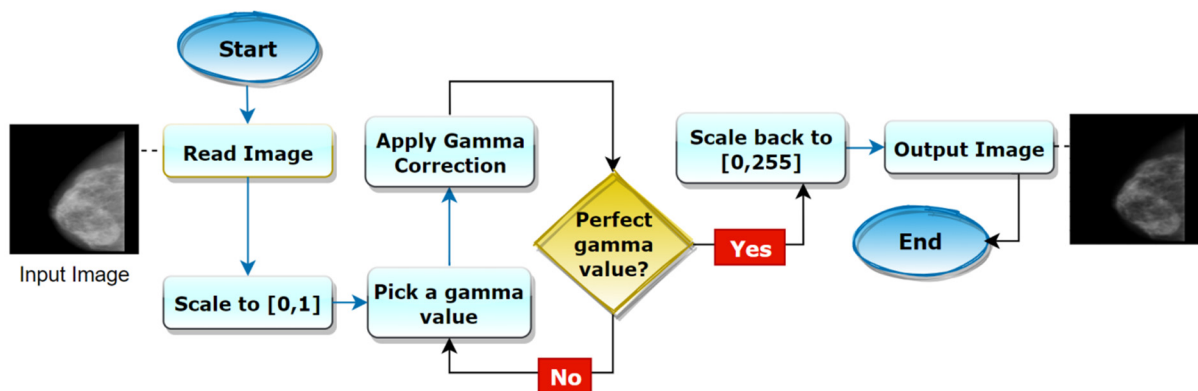 Start
Read Image
Input Image
Scale to [0,1]
Pick a gamma
value
Apply Gamma
Correction
Perfect
gamma
value?
No
Yes
Scale back to
[0,255]
Output Image
End